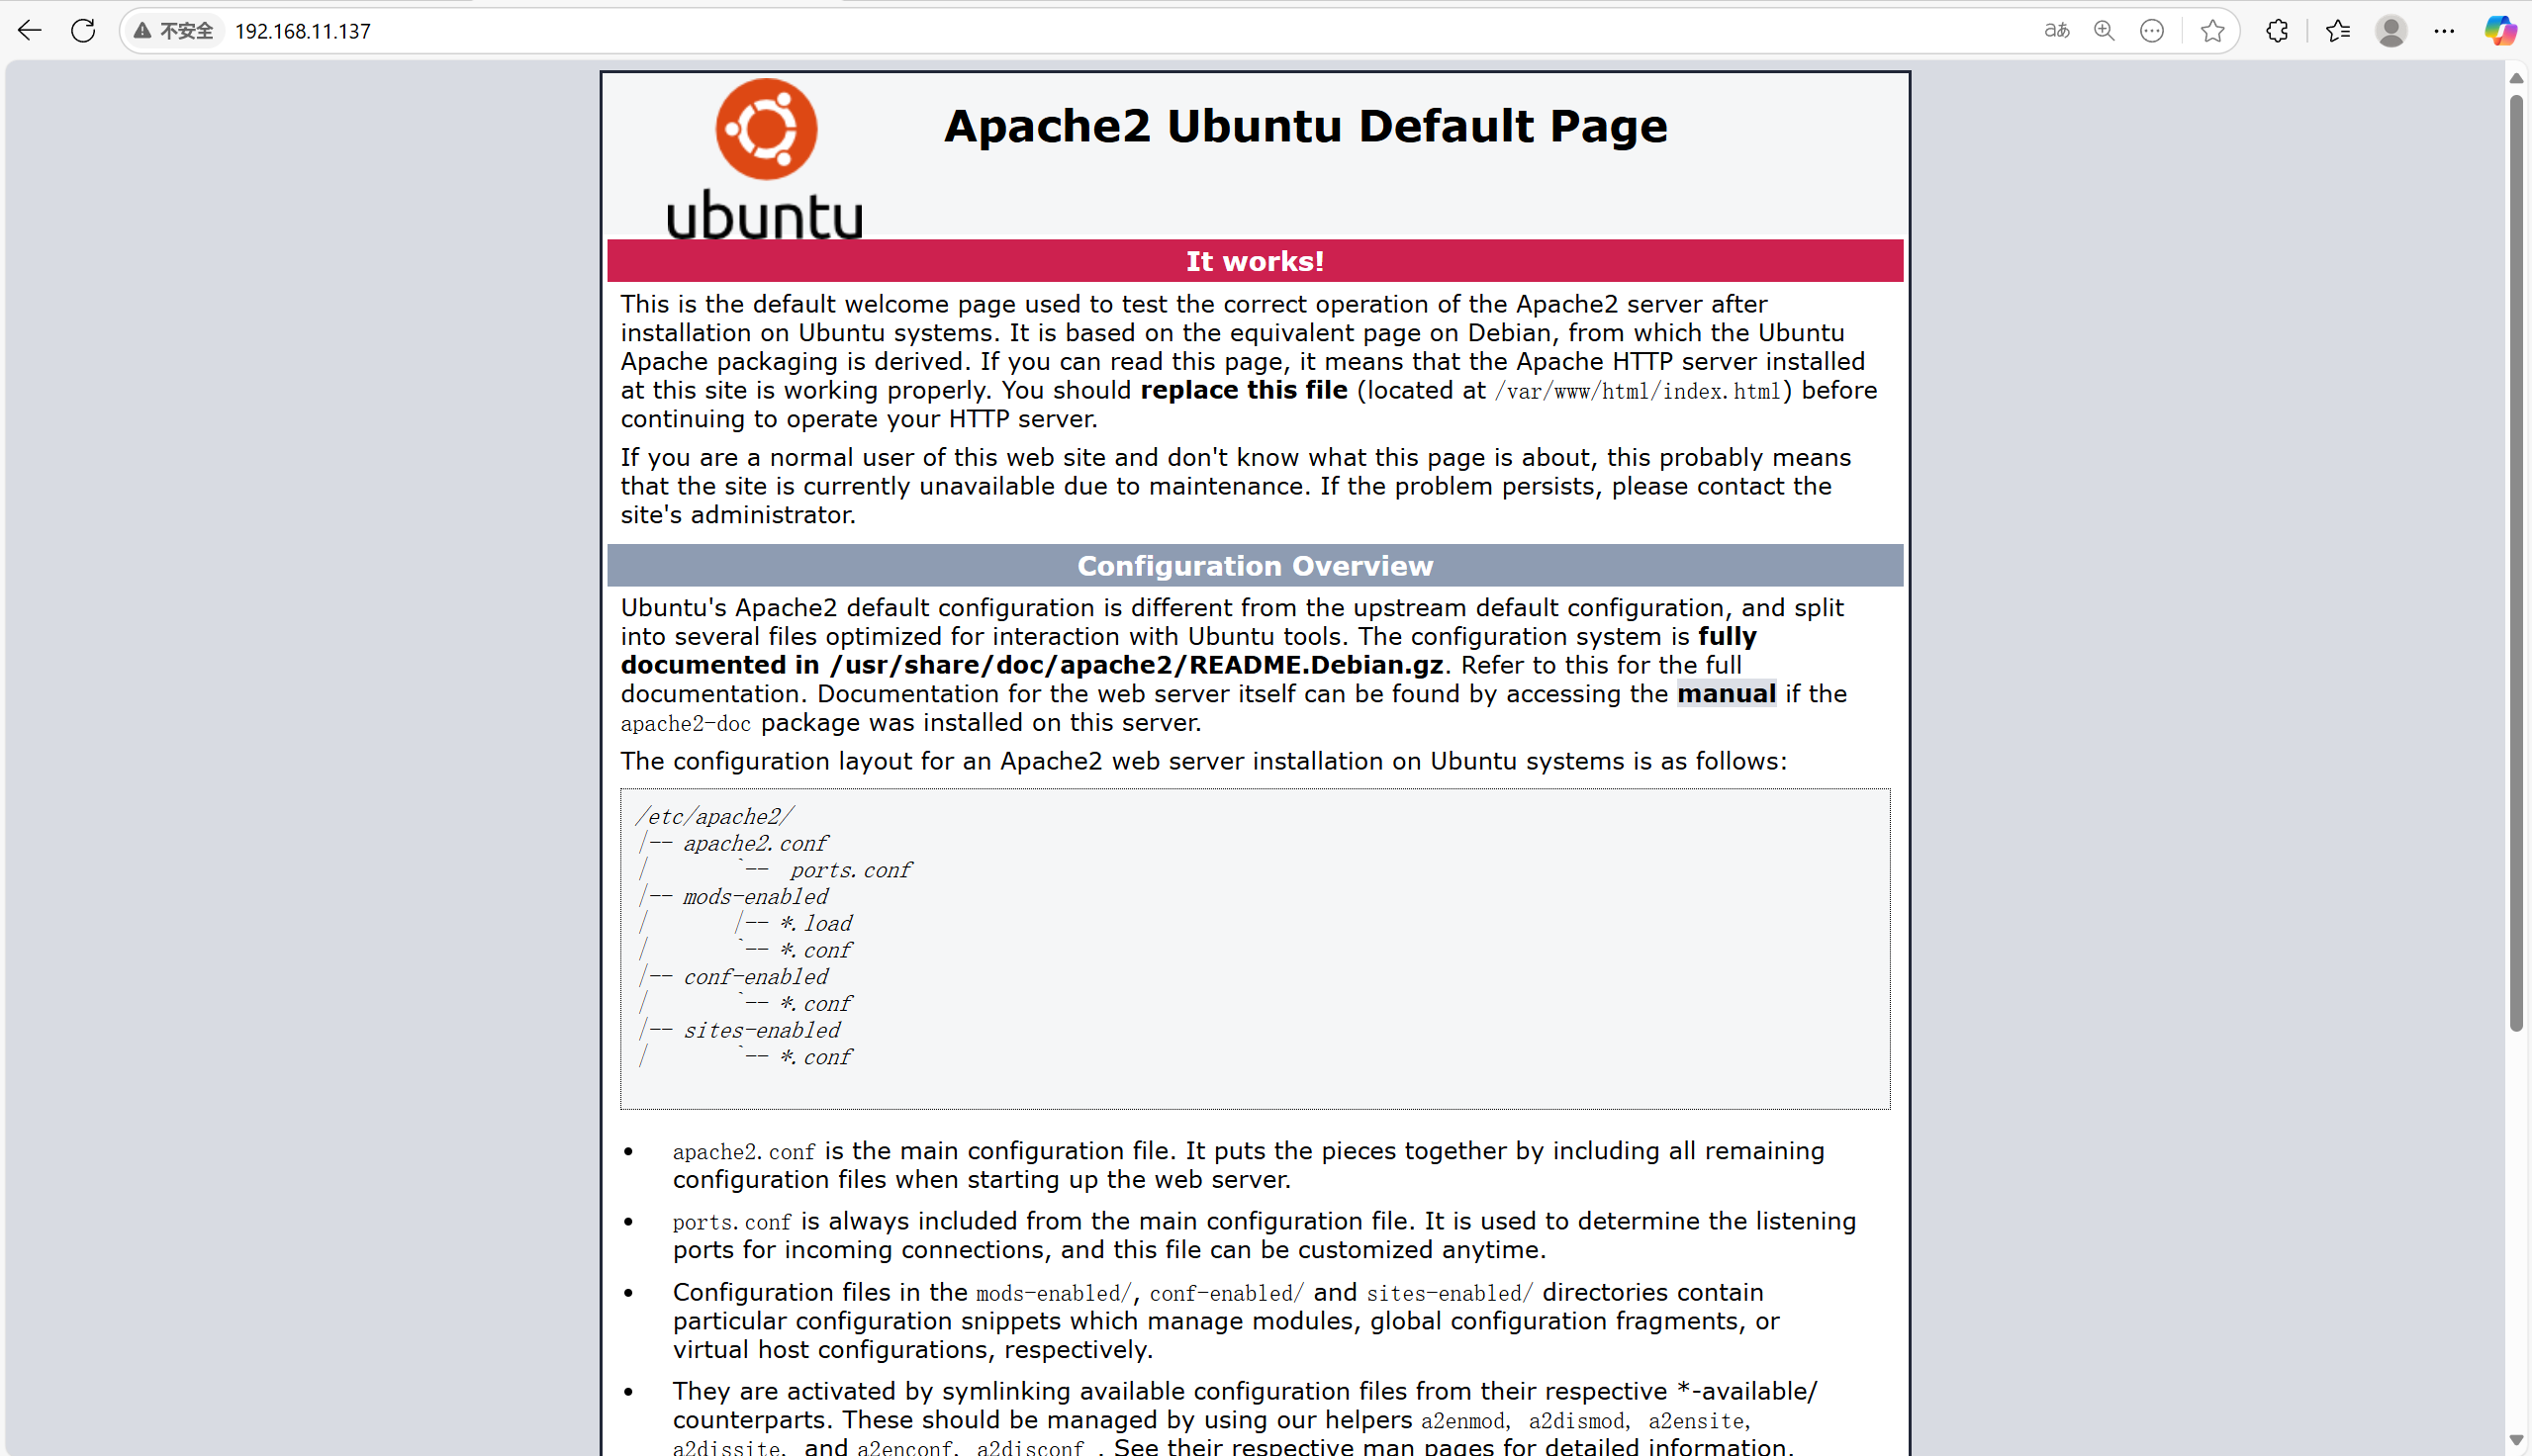 不安全 192.168.11.137 aあ
ubuntu
Apache2 Ubuntu Default Page
It works!
This is the default welcome page used to test the correct operation of the Apache2 server after
installation on Ubuntu systems. It is based on the equivalent page on Debian, from which the Ubuntu
Apache packaging is derived. If you can read this page, it means that the Apache HTTP server installed
at this site is working properly. You should replace this file (located at /var/www/html/index.html) before
continuing to operate your HTTP server.
If you are a normal user of this web site and don't know what this page is about, this probably means
that the site is currently unavailable due to maintenance. If the problem persists, please contact the
site's administrator.
Configuration Overview
Ubuntu's Apache2 default configuration is different from the upstream default configuration, and split
into several files optimized for interaction with Ubuntu tools. The configuration system is fully
documented in /usr/share/doc/apache2/README.Debian.gz. Refer to this for the full
documentation. Documentation for the web server itself can be found by accessing the manual if the
apache2-doc package was installed on this server.
The configuration layout for an Apache2 web server installation on Ubuntu systems is as follows:
/etc/apache2/
|-- apache2.conf
|       `--  ports.conf
|-- mods-enabled
|       |-- *.load
|       `-- *.conf
|-- conf-enabled
|       `-- *.conf
|-- sites-enabled
|       `-- *.conf
• apache2.conf is the main configuration file. It puts the pieces together by including all remaining
configuration files when starting up the web server.
• ports.conf is always included from the main configuration file. It is used to determine the listening
ports for incoming connections, and this file can be customized anytime.
• Configuration files in the mods-enabled/, conf-enabled/ and sites-enabled/ directories contain
particular configuration snippets which manage modules, global configuration fragments, or
virtual host configurations, respectively.
• They are activated by symlinking available configuration files from their respective *-available/
counterparts. These should be managed by using our helpers a2enmod, a2dismod, a2ensite,
a2dissite, and a2enconf, a2disconf . See their respective man pages for detailed information.